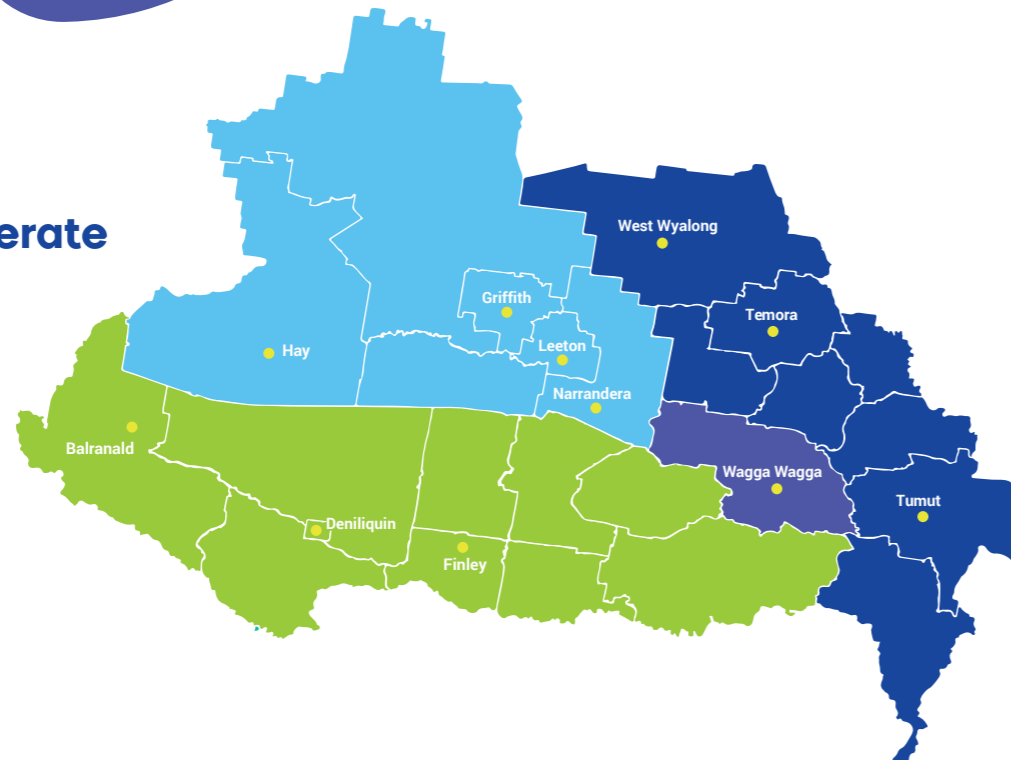 West Wyalong
erate
Griffith
Temora
Leeton
Hay
Narrandera
Balranald
Wagga Wagga
Tumut
Deniliquin
Finley